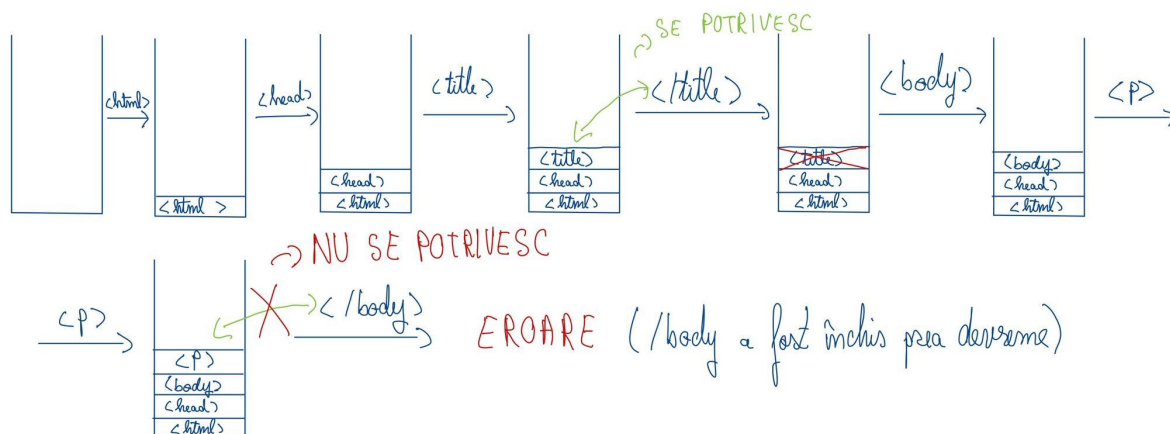 SE POTRIVESC
<html> <head> <title> </title> <body> <P>
<title> <title> <body>
<head> <head> <head> <head>
<html > <html> <html> <html> <html>
NU SE POTRIVESC
<P> </body> EROARE (/body a fost închis prea devreme)
<P>
<body>
<head>
<html>